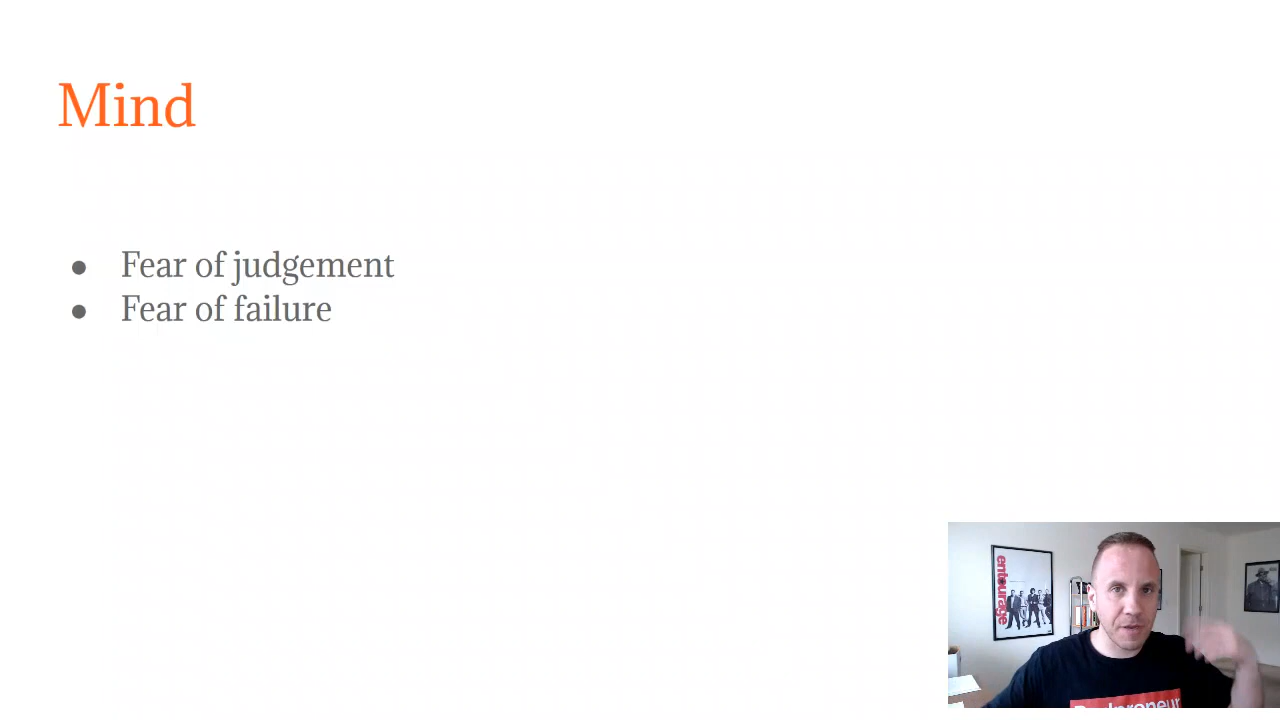 Mind
● Fear of judgement
● Fear of failure
entourage